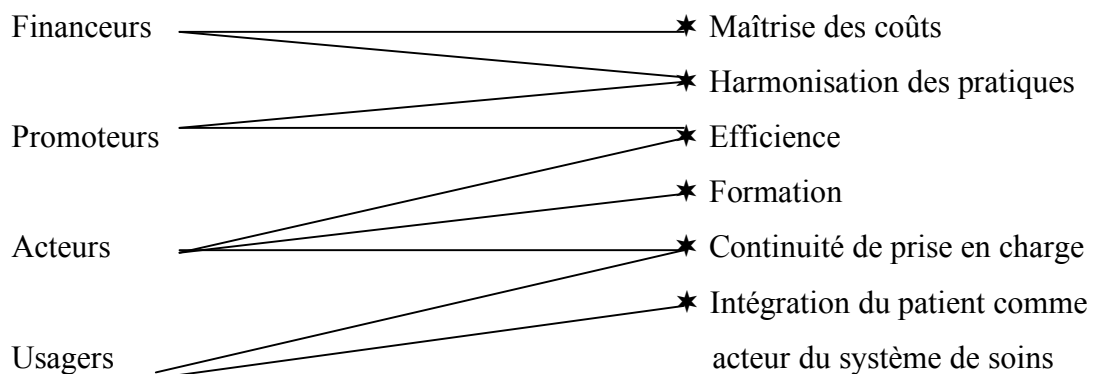 Financeurs
Maîtrise des coûts
Harmonisation des pratiques
Promoteurs
Efficience
Formation
Acteurs
Continuité de prise en charge
Intégration du patient comme
Usagers
acteur du système de soins